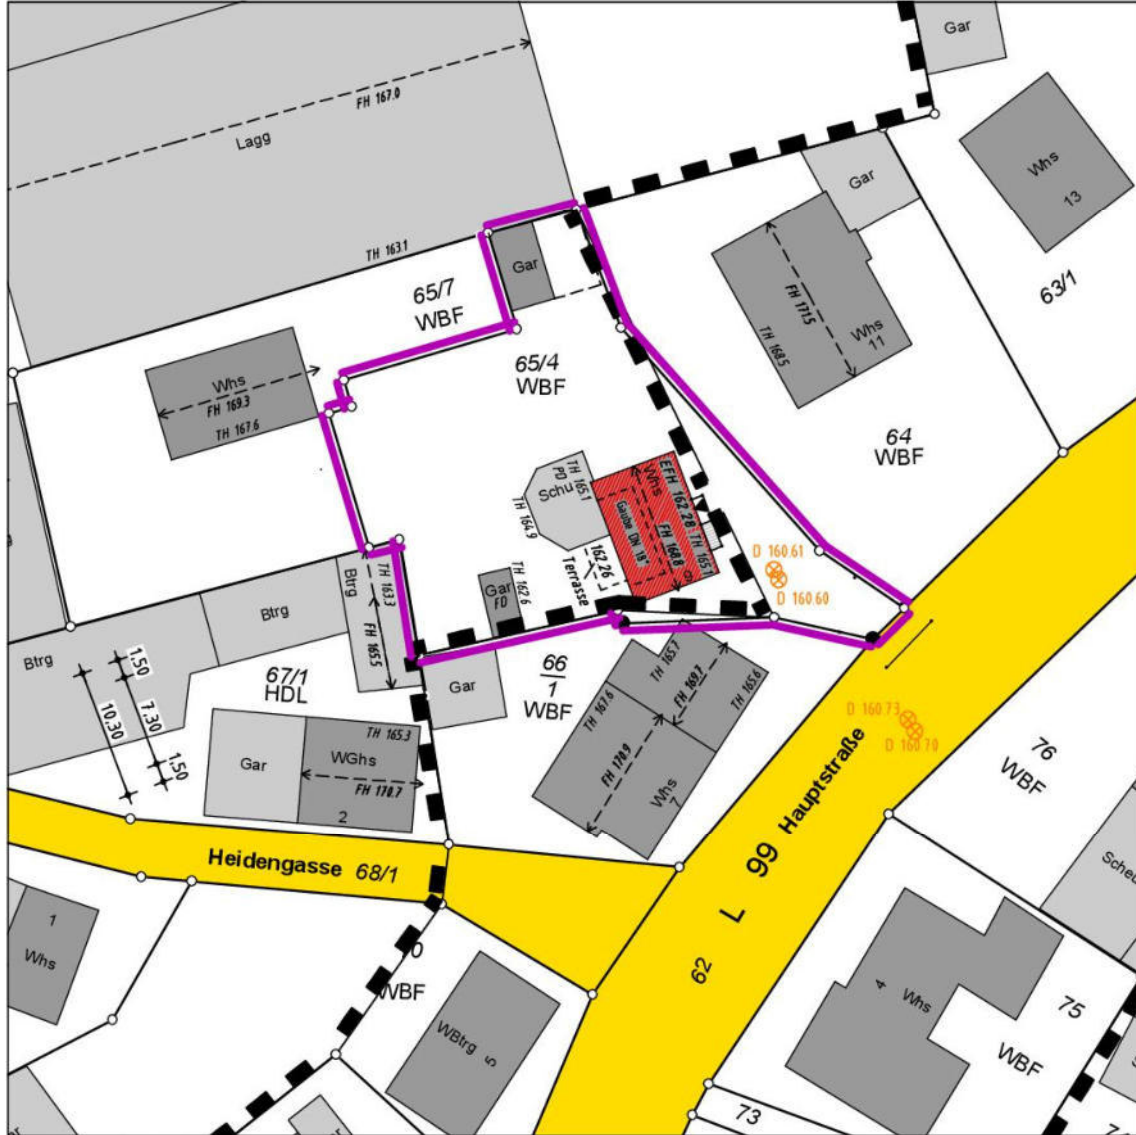 Gar
FH 167.0
Lagg
Whs
13
Gar
TH 163.1
63/1
65/7
WBF
Gar
FH 171.5
TH 168.5
Whs
11
65/4
WBF
Whs
FH 169.3
TH 167.6
64
WBF
Schu
TH 165.1
PD
TH 164.9
Whs
EFH 162.28
TH 165.1
Gaube DN 18°
FH 168.8
9
162.26
Terrasse
D 160.61
D 160.60
Gar
FD
TH 162.6
Btrg
TH 163.3
FH 165.5
Btrg
Btrg
67/1
HDL
1.50
7.30
10.30
1.50
Gar
66
1
WBF
TH 165.7
FH 169.7
TH 165.6
TH 167.6
FH 170.9
Whs
7
D 160.73
D 160.70
Gar
WGhs
TH 165.3
FH 170.7
2
76
WBF
Heidengasse 68/1
L 99 Hauptstraße
62
Scheu
1
Whs
0
WBF
WBtrg
5
4
Whs
75
WBF
73